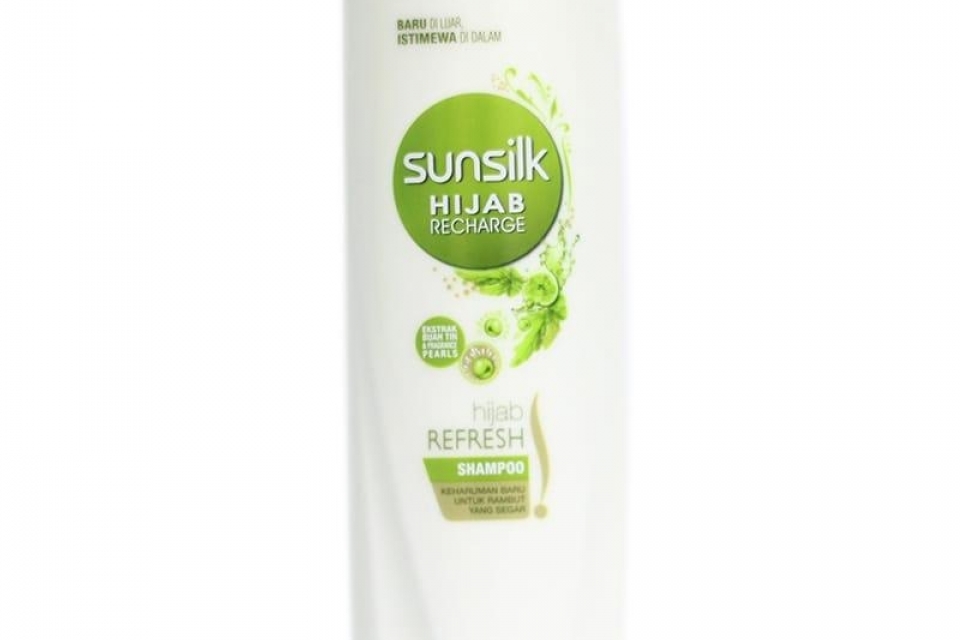 BARU DI LUAR,
ISTIMEWA DI DALAM
sunsilk
HIJAB
RECHARGE
EKSTRAK
BUAH TIN
& FRAGRANCE
PEARLS
hijab
REFRESH
SHAMPOO
KEHARUMAN BARU
UNTUK RAMBUT
YANG SEGAR